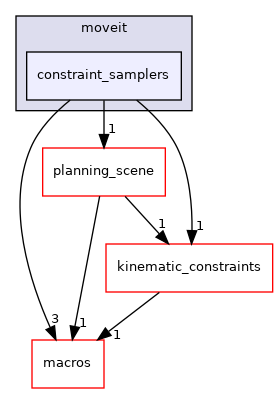 moveit
constraint_samplers
1
planning_scene
1
1
kinematic_constraints
3
1
1
macros